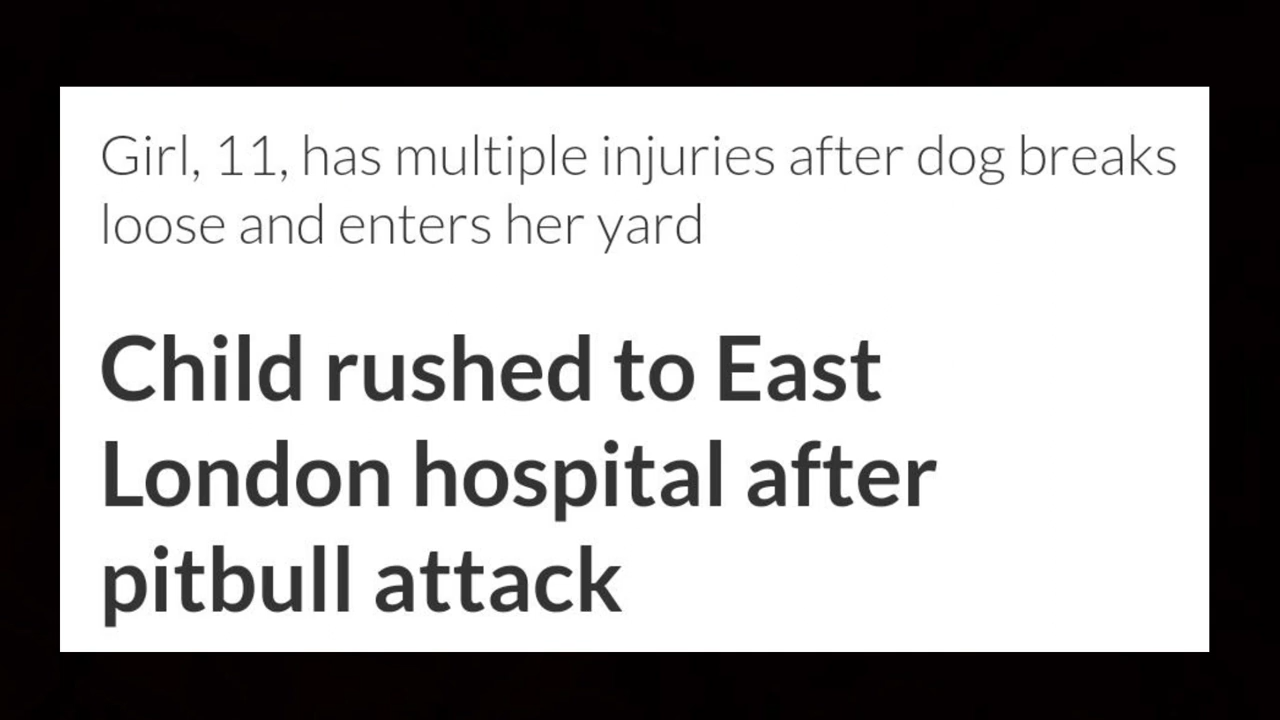 Girl, 11, has multiple injuries after dog breaks
loose and enters her yard
Child rushed to East
London hospital after
pitbull attack